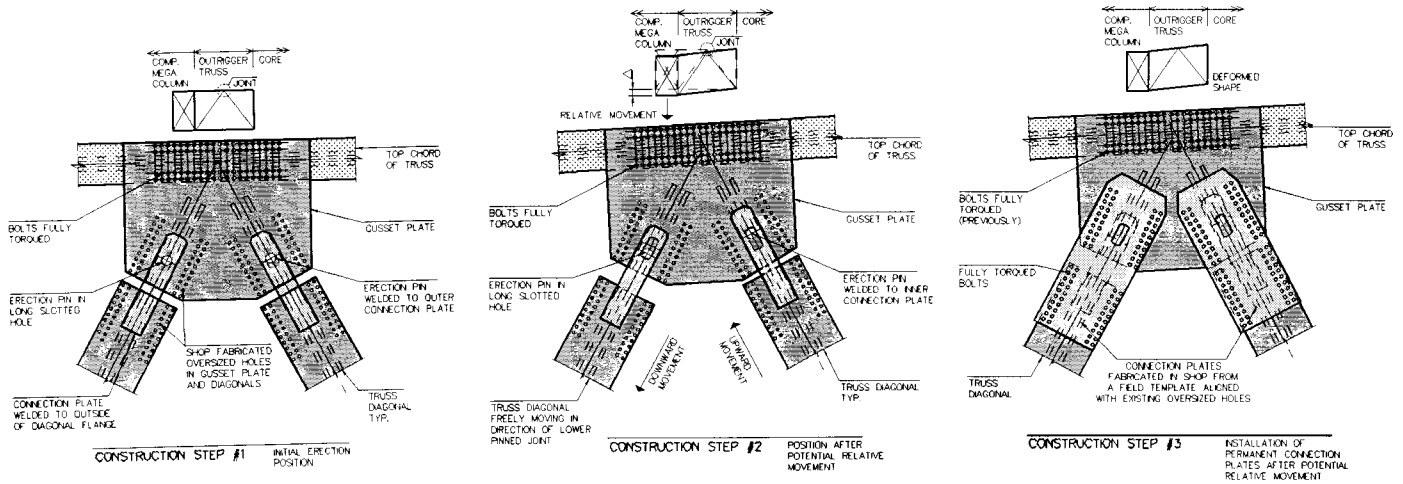 COMP.
MEGA
COLUMN
OUTRIGGER
TRUSS
CORE
JOINT
TOP CHORD
OF TRUSS
BOLTS FULLY
TORQUED
GUSSET PLATE
ERECTION PIN IN
LONG SLOTTED
HOLE
ERECTION PIN
WELDED TO OUTER
CONNECTION PLATE
SHOP FABRICATED
OVERSIZED HOLES
IN GUSSET PLATE
AND DIAGONALS
CONNECTION PLATE
WELDED TO OUTSIDE
OF DIAGONAL FLANGE
TRUSS
DIAGONAL
TYP.
CONSTRUCTION STEP #1
INITIAL ERECTION
POSITION
COMP.
MEGA
COLUMN
OUTRIGGER
TRUSS
CORE
JOINT
RELATIVE MOVEMENT
TOP CHORD
OF TRUSS
BOLTS FULLY
TORQUED
GUSSET PLATE
ERECTION PIN IN
LONG SLOTTED
HOLE
ERECTION PIN
WELDED TO INNER
CONNECTION PLATE
DOWNWARD
MOVEMENT
UPWARD
MOVEMENT
TRUSS DIAGONAL
FREELY MOVING IN
DIRECTION OF LOWER
PINNED JOINT
TRUSS DIAGONAL
TYP.
CONSTRUCTION STEP #2
POSITION AFTER
POTENTIAL RELATIVE
MOVEMENT
COMP.
MEGA
COLUMN
OUTRIGGER
TRUSS
CORE
DEFORMED
SHAPE
TOP CHORD
OF TRUSS
BOLTS FULLY
TORQUED
(PREVIOUSLY)
GUSSET PLATE
FULLY TORQUED
BOLTS
TRUSS
DIAGONAL
CONNECTION PLATES
FABRICATED IN SHOP FROM
A FIELD TEMPLATE ALIGNED
WITH EXISTING OVERSIZED HOLES
CONSTRUCTION STEP #3
INSTALLATION OF
PERMANENT CONNECTION
PLATES AFTER POTENTIAL
RELATIVE MOVEMENT